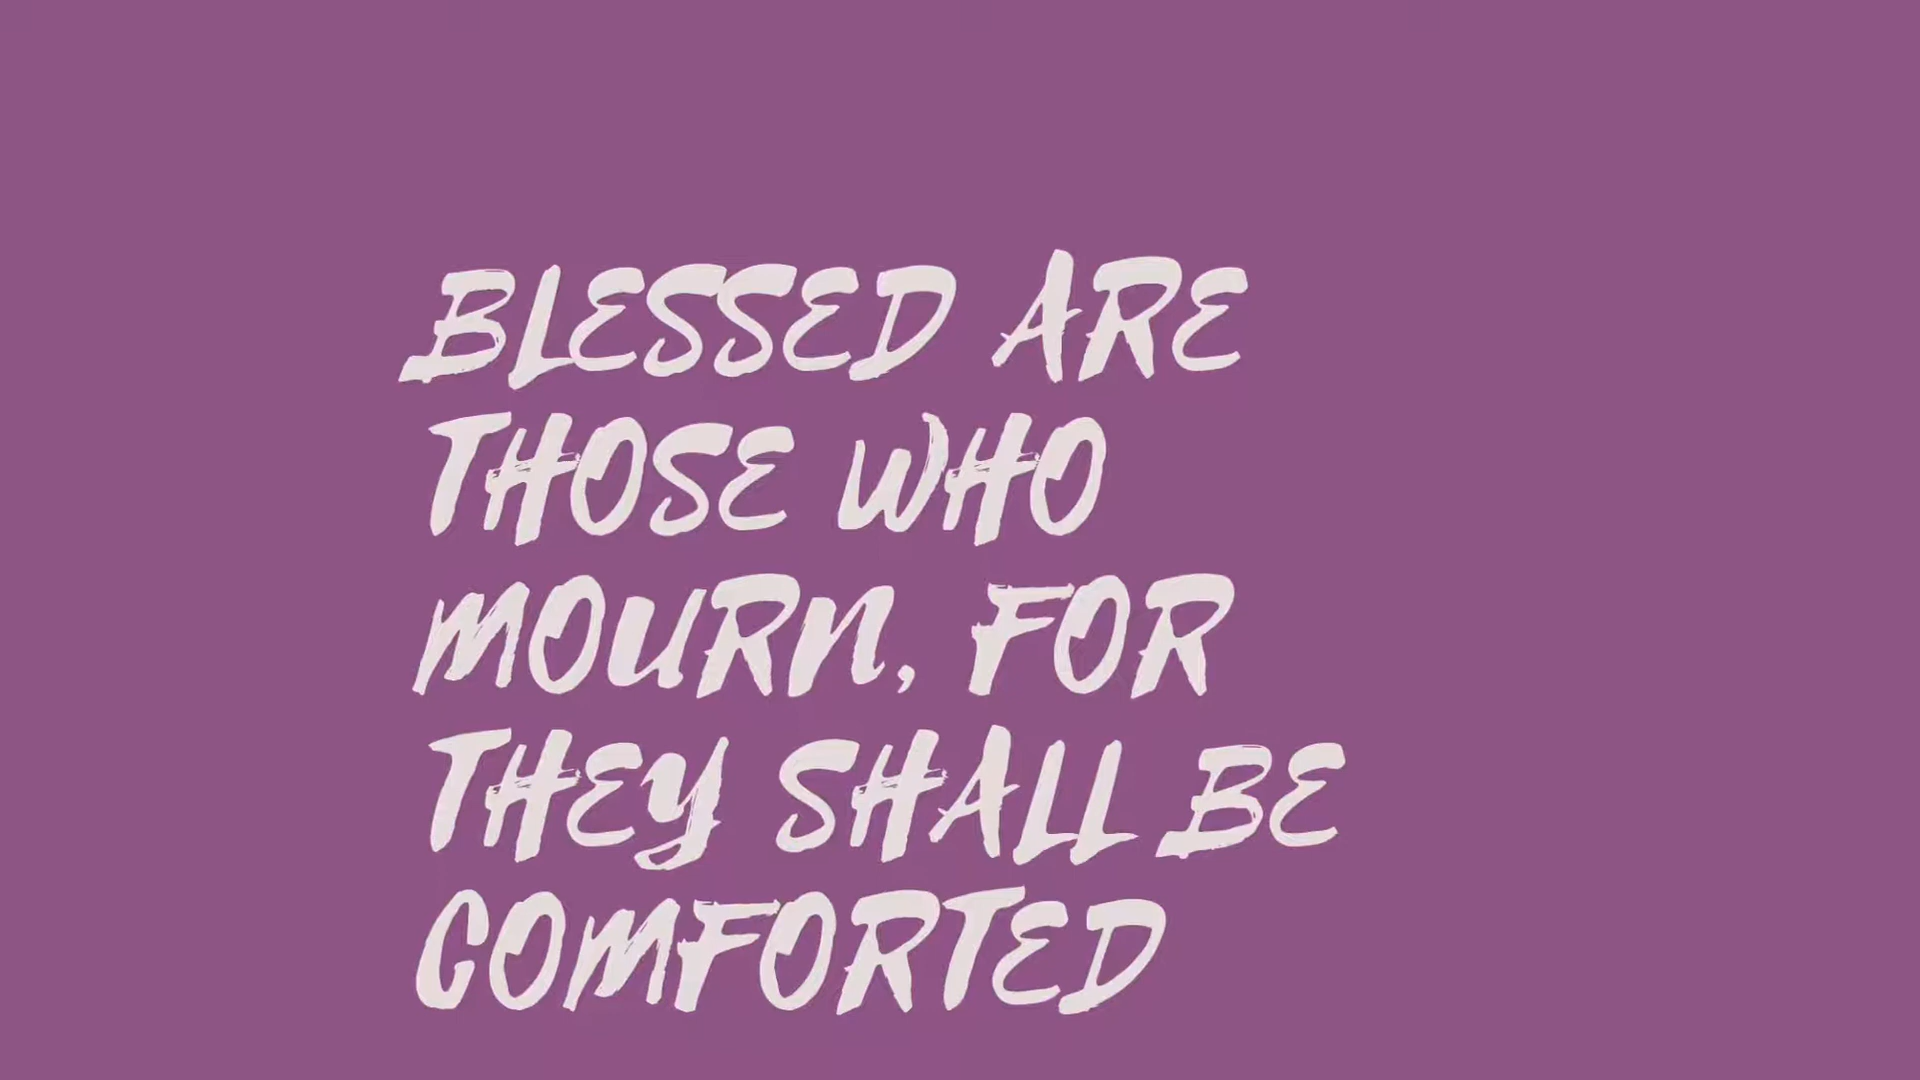 BLESSED ARE
THOSE WHO
MOURN, FOR
THEY SHALL BE
COMFORTED